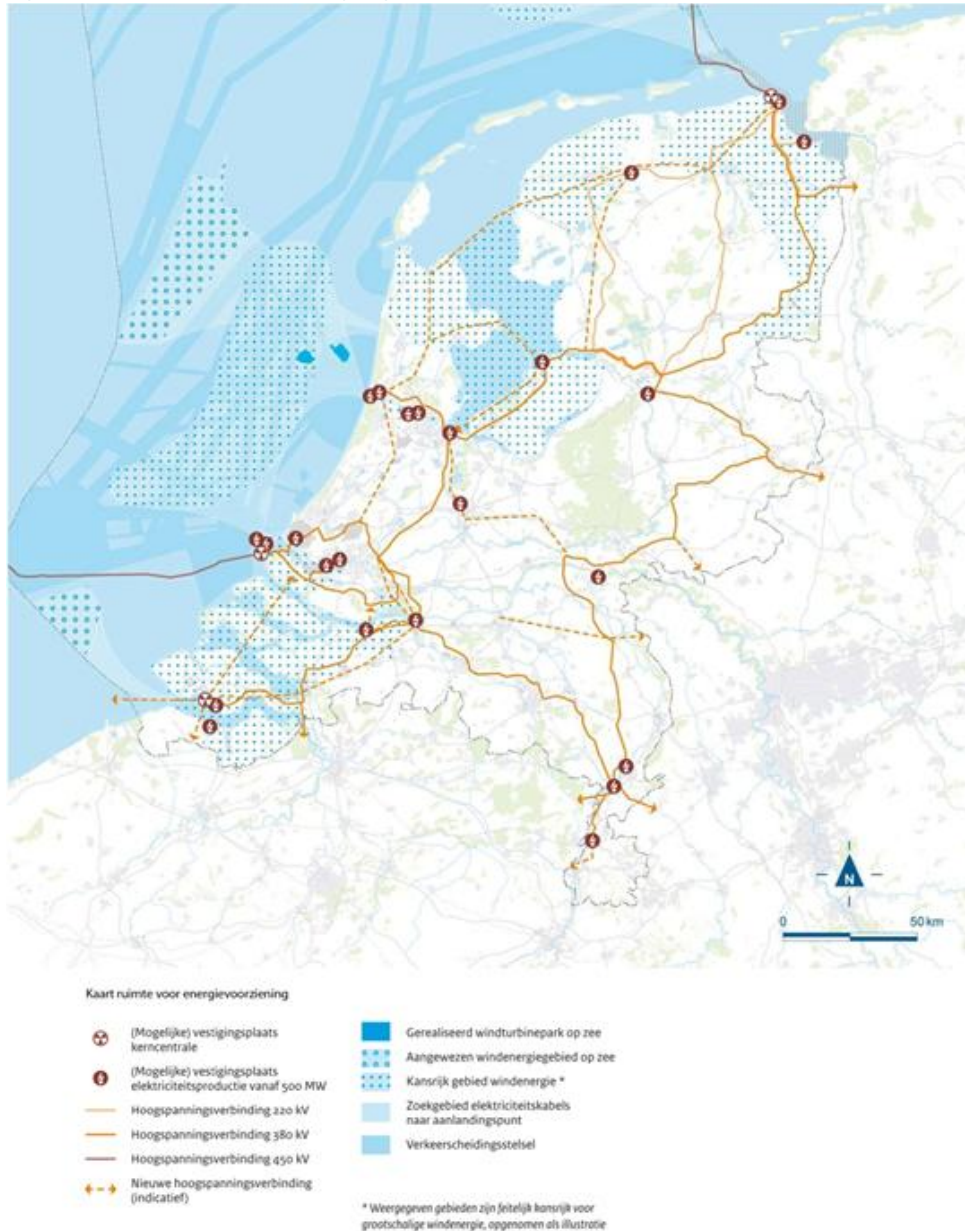 N
0 50 km
Kaart ruimte voor energievoorziening
(Mogelijke) vestigingsplaats
kerncentrale
(Mogelijke) vestigingsplaats
elektriciteitsproductie vanaf 500 MW
Hoogspanningsverbinding 220 kV
Hoogspanningsverbinding 380 kV
Hoogspanningsverbinding 450 kV
Nieuwe hoogspanningsverbinding
(indicatief)
Gerealiseerd windturbinepark op zee
Aangewezen windenergiegebied op zee
Kansrijk gebied windenergie *
Zoekgebied elektriciteitskabels
naar aanlandingspunt
Verkeerscheidingsstelsel
* Weergegeven gebieden zijn feitelijk kansrijk voor
grootschalige windenergie, opgenomen als illustratie